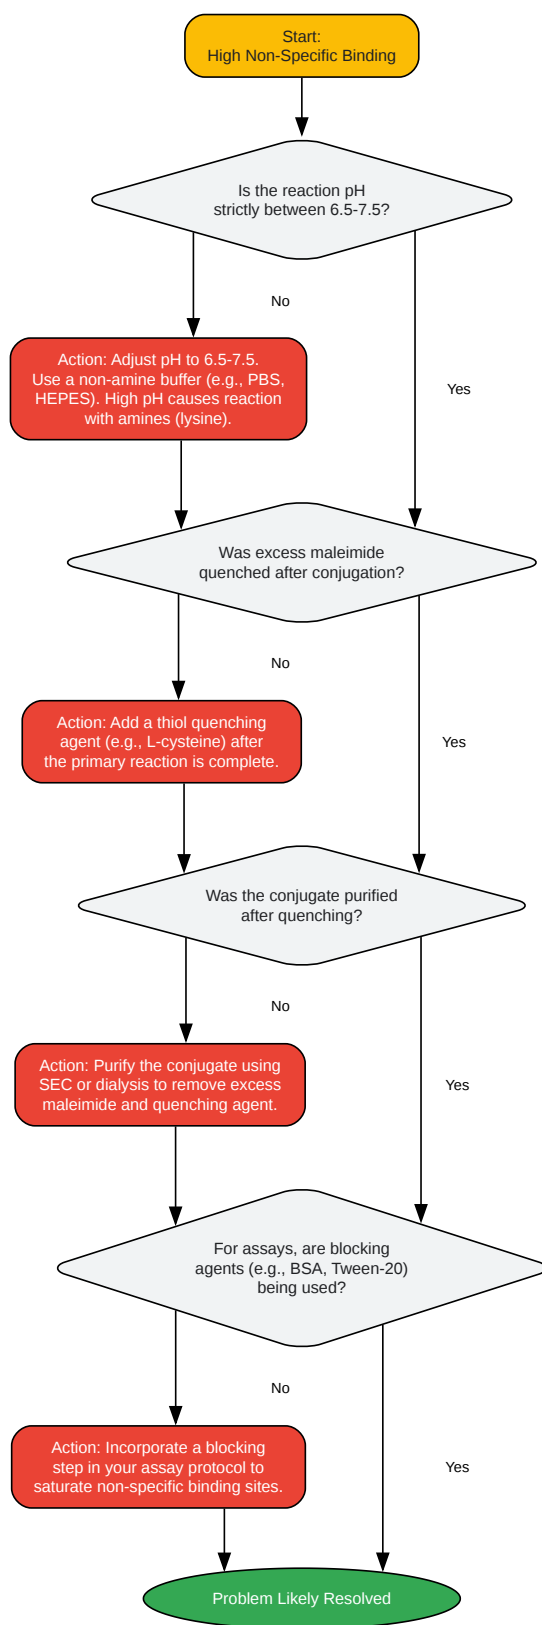 Start:
High Non-Specific Binding
Is the reaction pH
strictly between 6.5-7.5?
No
Action: Adjust pH to 6.5-7.5.
Use a non-amine buffer (e.g., PBS,
HEPES). High pH causes reaction
with amines (lysine).
Yes
Was excess maleimide
quenched after conjugation?
No
Action: Add a thiol quenching
agent (e.g., L-cysteine) after
the primary reaction is complete.
Yes
Was the conjugate purified
after quenching?
No
Action: Purify the conjugate using
SEC or dialysis to remove excess
maleimide and quenching agent.
Yes
For assays, are blocking
agents (e.g., BSA, Tween-20)
being used?
No
Action: Incorporate a blocking
step in your assay protocol to
saturate non-specific binding sites.
Yes
Problem Likely Resolved